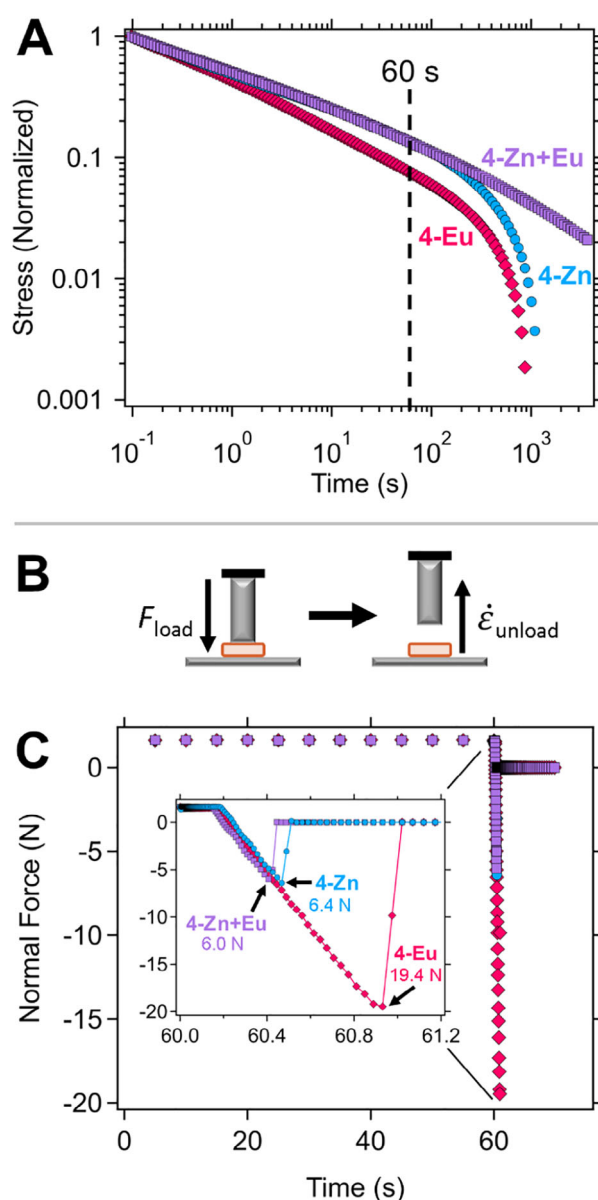 A
1
0.1
0.01
0.001
Stress (Normalized)
60 s
4-Zn+Eu
4-Eu
4-Zn
10⁻¹ 10⁰ 10¹ 10² 10³
Time (s)
B
F_load
ε̇_unload
C
0
-5
-10
-15
-20
Normal Force (N)
0
-5
-10
-15
-20
4-Zn+Eu
6.0 N
4-Zn
6.4 N
4-Eu
19.4 N
60.0 60.4 60.8 61.2
0 20 40 60
Time (s)